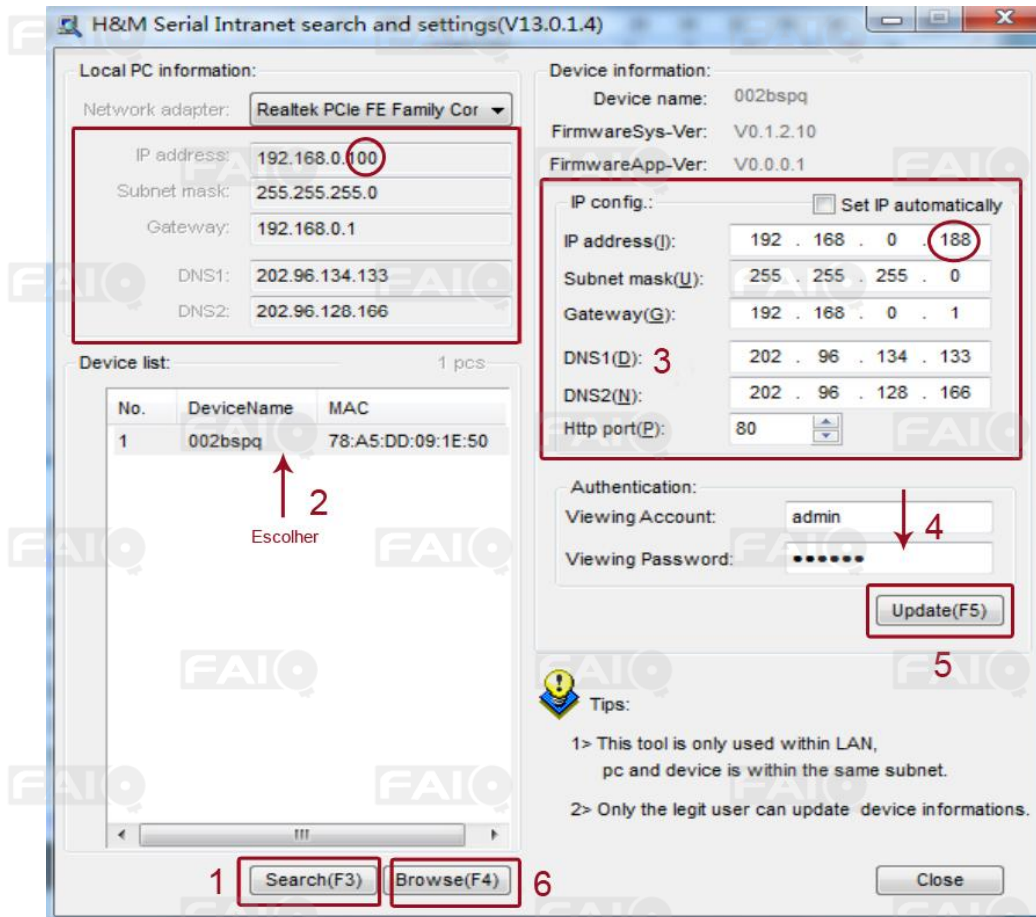 H&M Serial Intranet search and settings(V13.0.1.4)
Local PC information:
Network adapter: Realtek PCIe FE Family Cor
IP address: 192.168.0.100
Subnet mask: 255.255.255.0
Gateway: 192.168.0.1
DNS1: 202.96.134.133
DNS2: 202.96.128.166
Device list: 1 pcs
No. DeviceName MAC
1 002bspq 78:A5:DD:09:1E:50
2
Escolher
1 Search(F3) Browse(F4) 6
Device information:
Device name: 002bspq
FirmwareSys-Ver: V0.1.2.10
FirmwareApp-Ver: V0.0.0.1
IP config.: Set IP automatically
IP address(I): 192 . 168 . 0 . 188
Subnet mask(U): 255 . 255 . 255 . 0
Gateway(G): 192 . 168 . 0 . 1
DNS1(D): 3 202 . 96 . 134 . 133
DNS2(N): 202 . 96 . 128 . 166
Http port(P): 80
Authentication:
Viewing Account: admin
4
Viewing Password: ••••••
Update(F5)
5
Tips:
1> This tool is only used within LAN,
pc and device is within the same subnet.
2> Only the legit user can update device informations.
Close